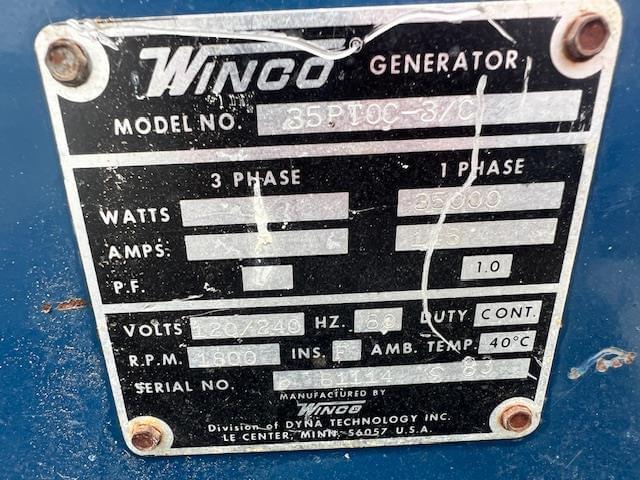 WINCO® GENERATOR
MODEL NO. 35PTOC-3/C
3 PHASE 1 PHASE
WATTS 35000
AMPS.
P.F. 1.0
VOLTS 120/240 HZ. 60 DUTY CONT.
R.P.M. 1800 INS. F AMB. TEMP. 40°C
SERIAL NO. S 83
MANUFACTURED BY
WINCO
Division of DYNA TECHNOLOGY INC.
LE CENTER, MINN. 56057 U.S.A.